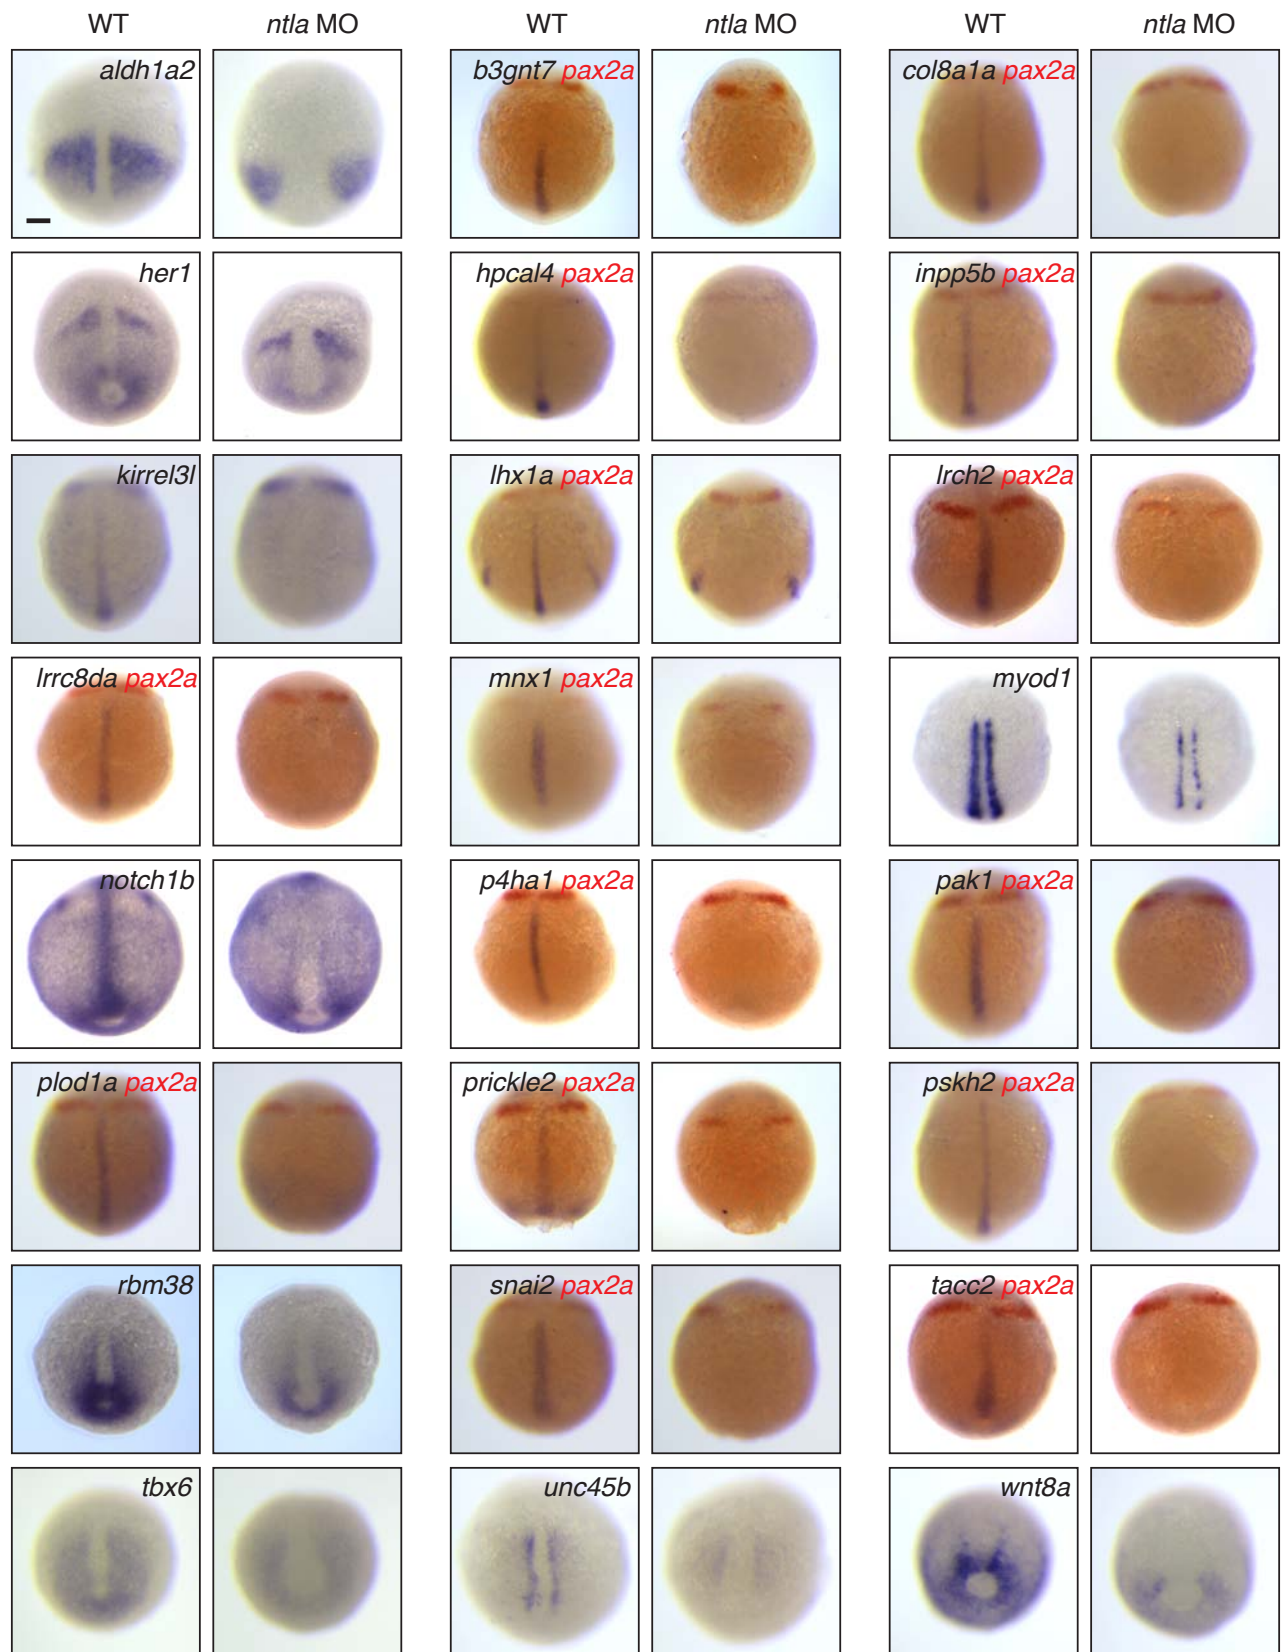 WT ntla MO WT ntla MO WT ntla MO
aldh1a2 b3gnt7 pax2a col8a1a pax2a
her1 hpcal4 pax2a inpp5b pax2a
kirrel3l lhx1a pax2a lrch2 pax2a
lrrc8da pax2a mnx1 pax2a myod1
notch1b p4ha1 pax2a pak1 pax2a
plod1a pax2a prickle2 pax2a pskh2 pax2a
rbm38 snai2 pax2a tacc2 pax2a
tbx6 unc45b wnt8a